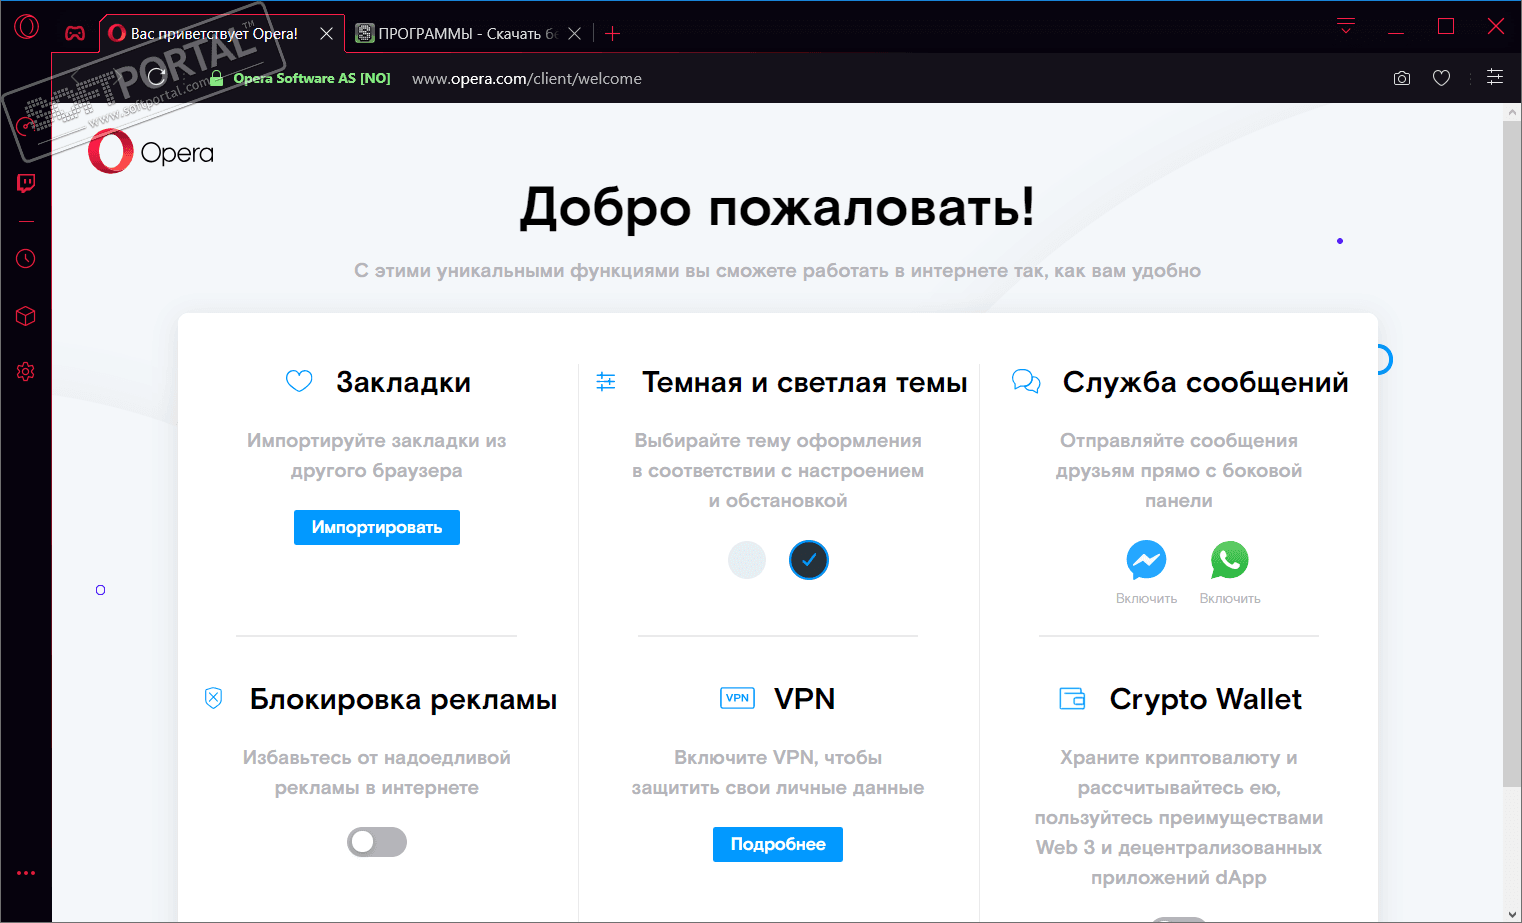 Вас приветствует Opera!
ПРОГРАММЫ - Скачать бе
SOFTPORTAL™
www.softportal.com
Opera Software AS [NO]
www.opera.com/client/welcome
Opera
Добро пожаловать!
С этими уникальными функциями вы сможете работать в интернете так, как вам удобно
Закладки
Импортируйте закладки из
другого браузера
Импортировать
Темная и светлая темы
Выбирайте тему оформления
в соответствии с настроением
и обстановкой
Служба сообщений
Отправляйте сообщения
друзьям прямо с боковой
панели
Включить
Включить
Блокировка рекламы
Избавьтесь от надоедливой
рекламы в интернете
VPN
VPN
Включите VPN, чтобы
защитить свои личные данные
Подробнее
Crypto Wallet
Храните криптовалюту и
рассчитывайтесь ею,
пользуйтесь преимуществами
Web 3 и децентрализованных
приложений dApp